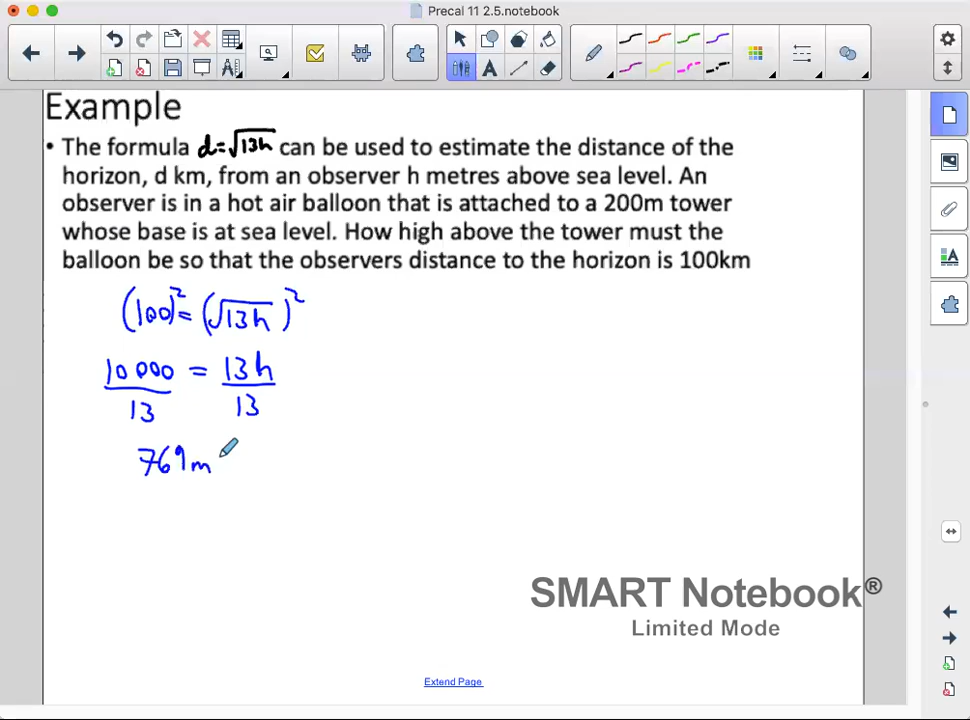 Precal 11 2.5.notebook
Example
• The formula d=√13h can be used to estimate the distance of the
horizon, d km, from an observer h metres above sea level. An
observer is in a hot air balloon that is attached to a 200m tower
whose base is at sea level. How high above the tower must the
balloon be so that the observers distance to the horizon is 100km
(100)² = (√13h)²
10 000 = 13h
13 13
769m
SMART Notebook®
Limited Mode
Extend Page